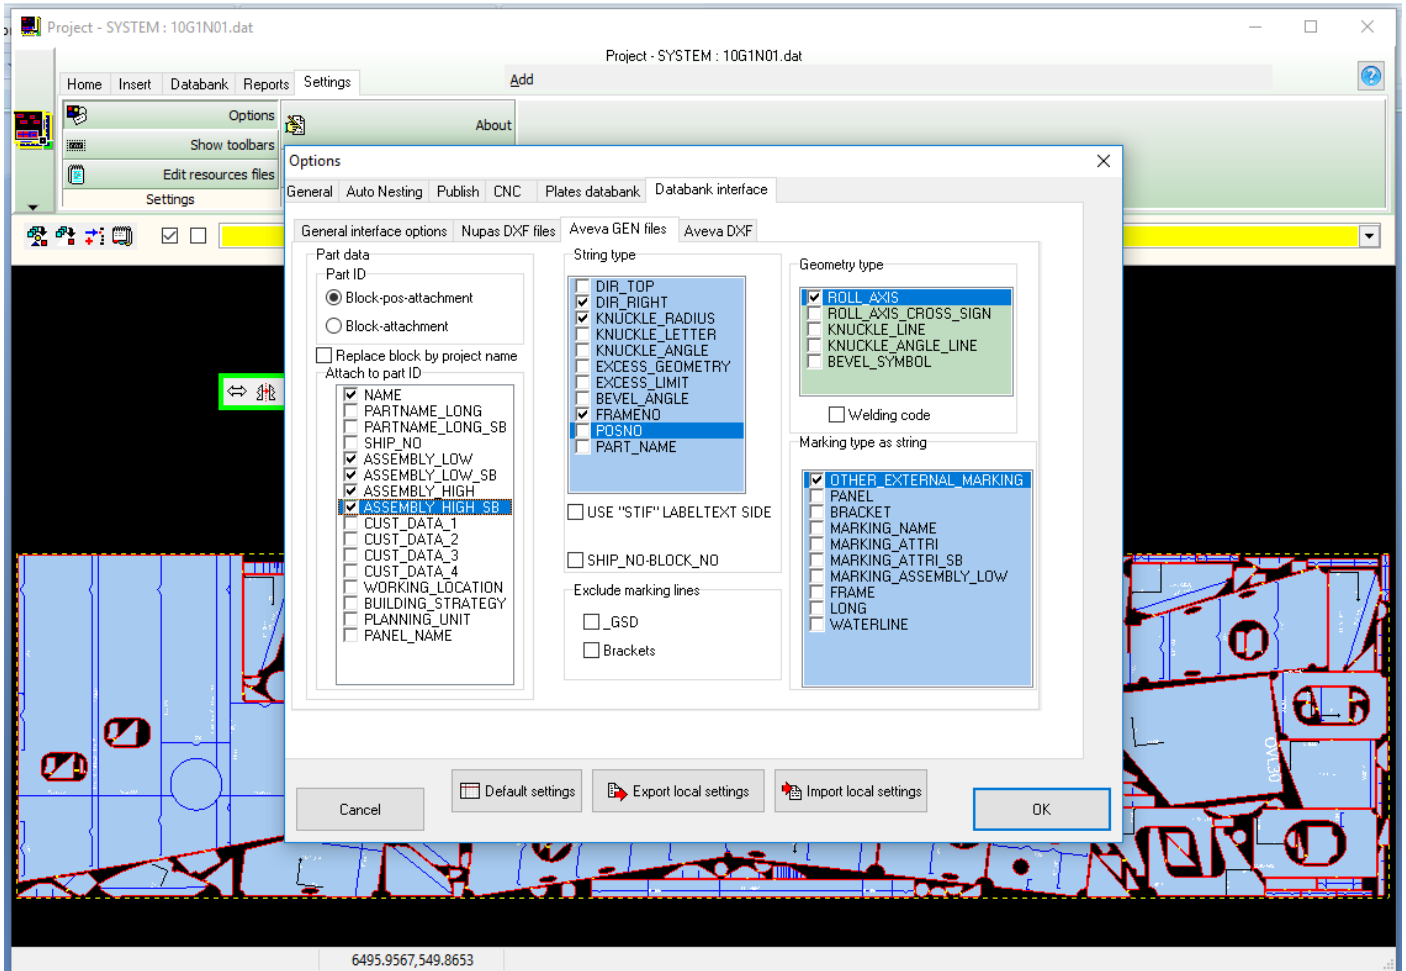 Project - SYSTEM : 10G1N01.dat
Project - SYSTEM : 10G1N01.dat
Home Insert Databank Reports Settings Add
Options
About
Show toolbars
Edit resources files
Settings
Options
General Auto Nesting Publish CNC Plates databank Databank interface
General interface options Nupas DXF files Aveva GEN files Aveva DXF
Part data
Part ID
Block-pos-attachment
Block-attachment
Replace block by project name
Attach to part ID
NAME
PARTNAME_LONG
PARTNAME_LONG_SB
SHIP_NO
ASSEMBLY_LOW
ASSEMBLY_LOW_SB
ASSEMBLY_HIGH
ASSEMBLY_HIGH_SB
CUST_DATA_1
CUST_DATA_2
CUST_DATA_3
CUST_DATA_4
WORKING_LOCATION
BUILDING_STRATEGY
PLANNING_UNIT
PANEL_NAME
String type
DIR_TOP
DIR_RIGHT
KNUCKLE_RADIUS
KNUCKLE_LETTER
KNUCKLE_ANGLE
EXCESS_GEOMETRY
EXCESS_LIMIT
BEVEL_ANGLE
FRAMENO
POSNO
PART_NAME
USE "STIF" LABELTEXT SIDE
SHIP_NO-BLOCK_NO
Exclude marking lines
_GSD
Brackets
Geometry type
ROLL_AXIS
ROLL_AXIS_CROSS_SIGN
KNUCKLE_LINE
KNUCKLE_ANGLE_LINE
BEVEL_SYMBOL
Welding code
Marking type as string
OTHER_EXTERNAL_MARKING
PANEL
BRACKET
MARKING_NAME
MARKING_ATTRI
MARKING_ATTRI_SB
MARKING_ASSEMBLY_LOW
FRAME
LONG
WATERLINE
Cancel
Default settings
Export local settings
Import local settings
OK
OVL30
6495.9567,549.8653